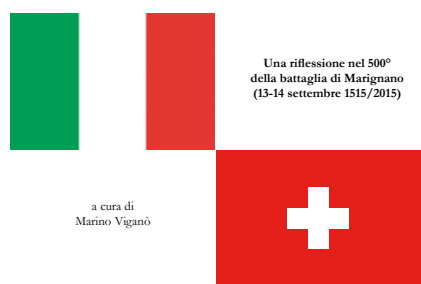 Una riflessione nel 500°
della battaglia di Marignano
(13-14 settembre 1515/2015)
a cura di
Marino Viganò